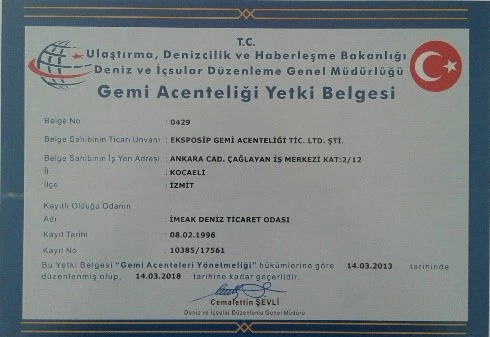 T.C.
Ulaştırma, Denizcilik ve Haberleşme Bakanlığı
Deniz ve İçsular Düzenleme Genel Müdürlüğü
Gemi Acenteliği Yetki Belgesi
Belge No : 0429
Belge Sahibinin Ticari Unvanı : EKSPOSİP GEMİ ACENTELİĞİ TİC. LTD. ŞTİ.
Belge Sahibinin İş Yeri Adresi : ANKARA CAD. ÇAĞLAYAN İŞ MERKEZİ KAT:2/12
İl : KOCAELİ
İlçe : İZMİT
Kayıtlı Olduğu Odanın
Adı : İMEAK DENİZ TİCARET ODASI
Kayıt Tarihi : 08.02.1996
Kayıt No : 10385/17561
Bu Yetki Belgesi "Gemi Acenteleri Yönetmeliği" hükümlerine göre 14.03.2013 tarihinde
düzenlenmiş olup, 14.03.2018 tarihine kadar geçerlidir.
Cemalettin ŞEVLİ
Deniz ve İçsular Düzenleme Genel Müdürü